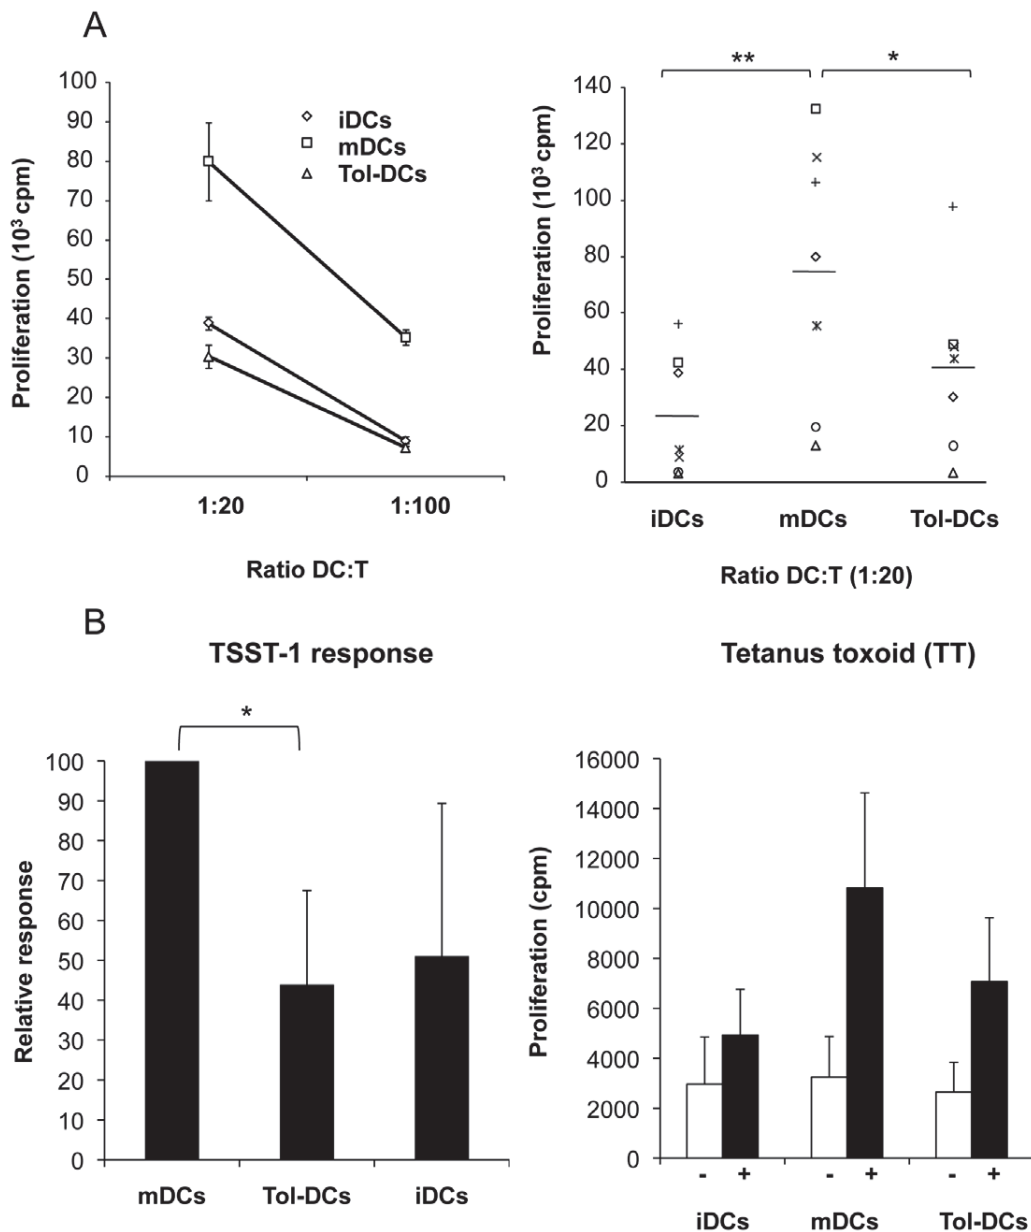 A
100
90
80
70
60
50
40
30
20
10
0
Proliferation (10³ cpm)
iDCs
mDCs
Tol-DCs
1:20
1:100
Ratio DC:T
**
*
140
120
100
80
60
40
20
0
Proliferation (10³ cpm)
iDCs
mDCs
Tol-DCs
Ratio DC:T (1:20)
B
TSST-1 response
*
100
90
80
70
60
50
40
30
20
10
0
Relative response
mDCs
Tol-DCs
iDCs
Tetanus toxoid (TT)
16000
14000
12000
10000
8000
6000
4000
2000
0
Proliferation (cpm)
- + - + - +
iDCs
mDCs
Tol-DCs